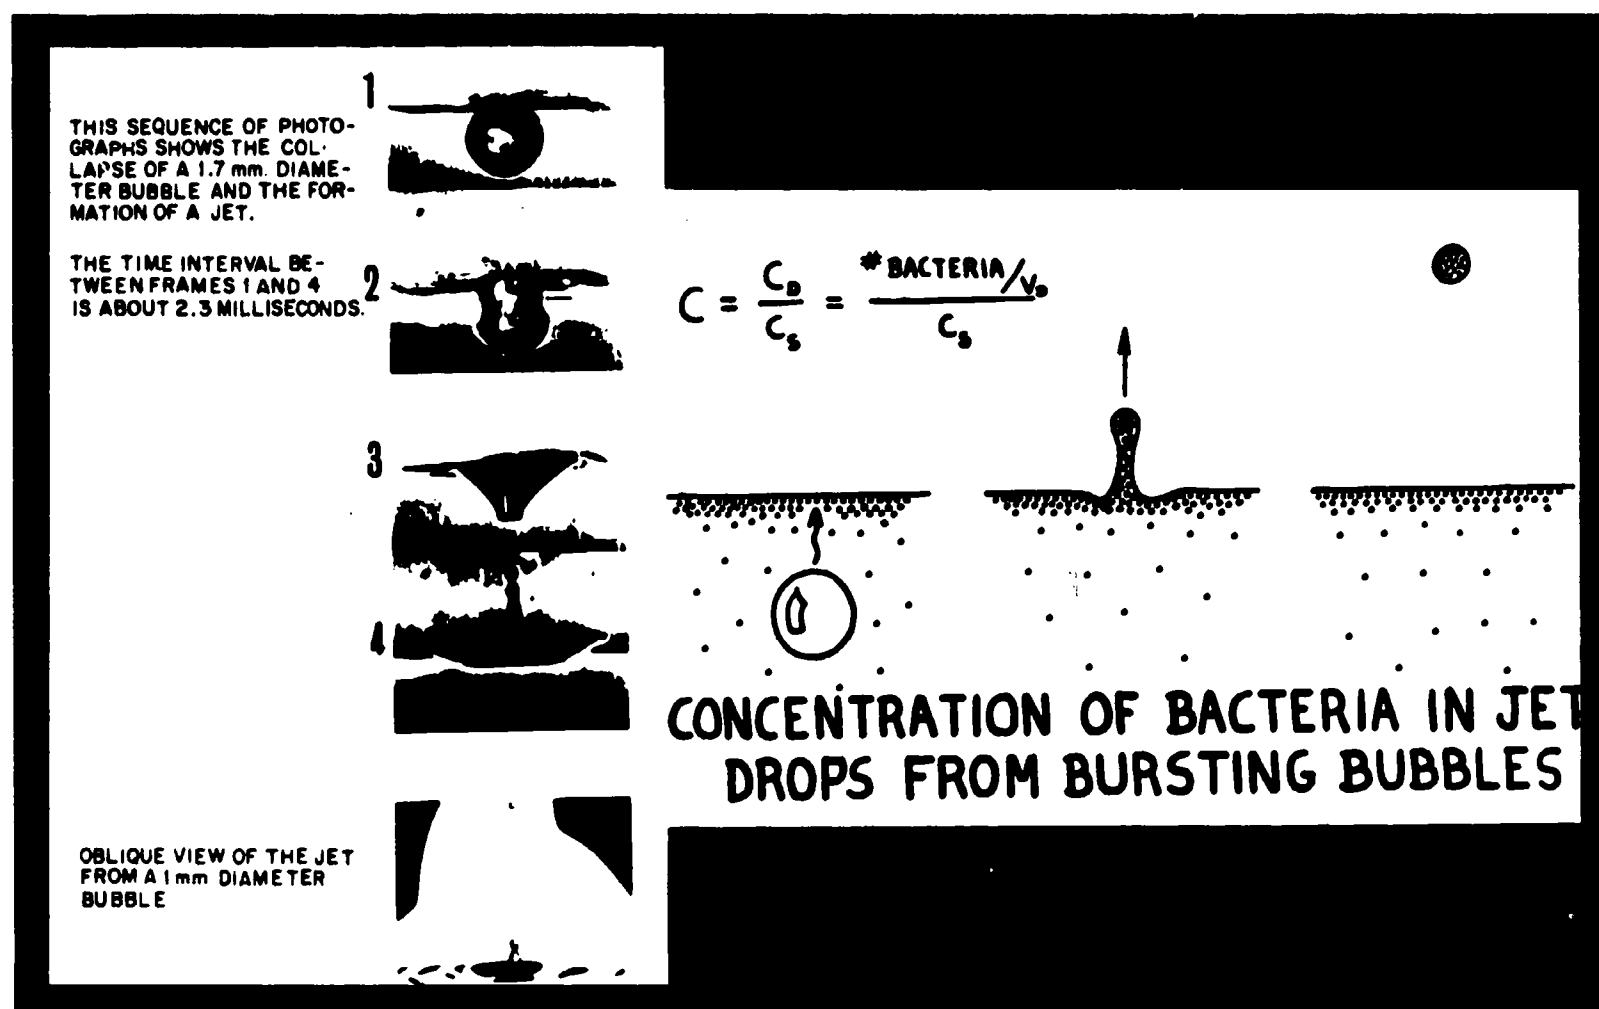 1
THIS SEQUENCE OF PHOTO-
GRAPHS SHOWS THE COL-
LAPSE OF A 1.7 mm. DIAME-
TER BUBBLE AND THE FOR-
MATION OF A JET.
THE TIME INTERVAL BE-
TWEEN FRAMES 1 AND 4
IS ABOUT 2.3 MILLISECONDS.
2
3
4
OBLIQUE VIEW OF THE JET
FROM A 1 mm DIAMETER
BUBBLE
C = C_D / C_S = # BACTERIA/V_D / C_S
CONCENTRATION OF BACTERIA IN JET
DROPS FROM BURSTING BUBBLES